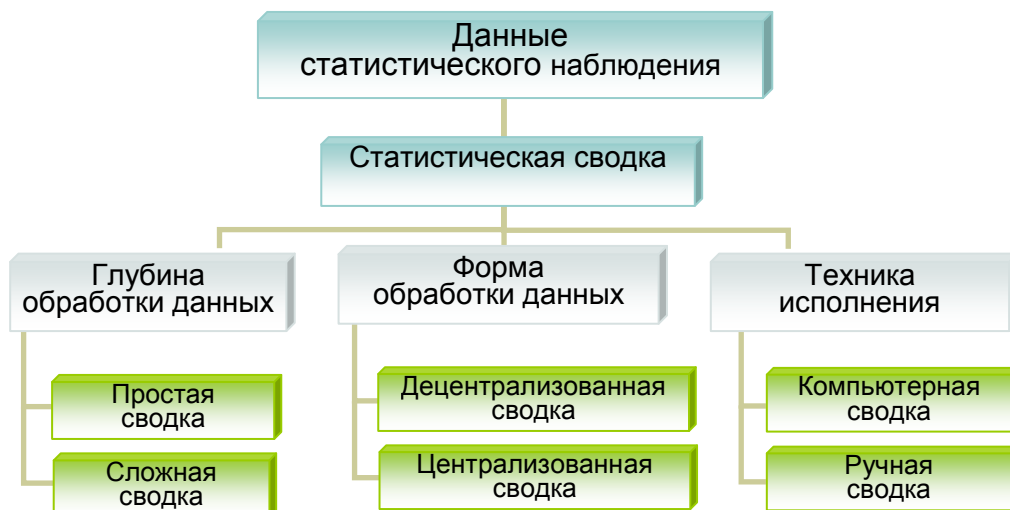 Данные
статистического наблюдения
Статистическая сводка
Глубина
обработки данных
Форма
обработки данных
Техника
исполнения
Простая
сводка
Сложная
сводка
Децентрализованная
сводка
Централизованная
сводка
Компьютерная
сводка
Ручная
сводка